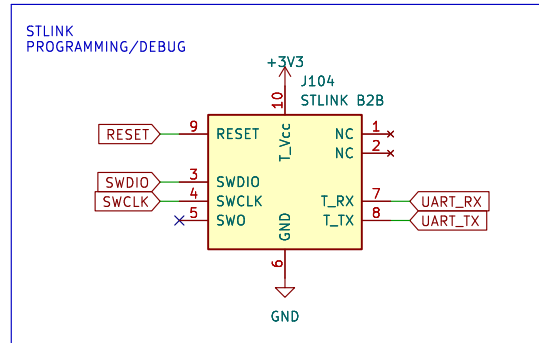 STLINK
PROGRAMMING/DEBUG
+3V3
J104
STLINK B2B
10
T_Vcc
RESET 9 RESET
NC 1
NC 2
SWDIO 3 SWDIO
SWCLK 4 SWCLK
5 SWO
T_RX 7 UART_RX
T_TX 8 UART_TX
GND
6
GND